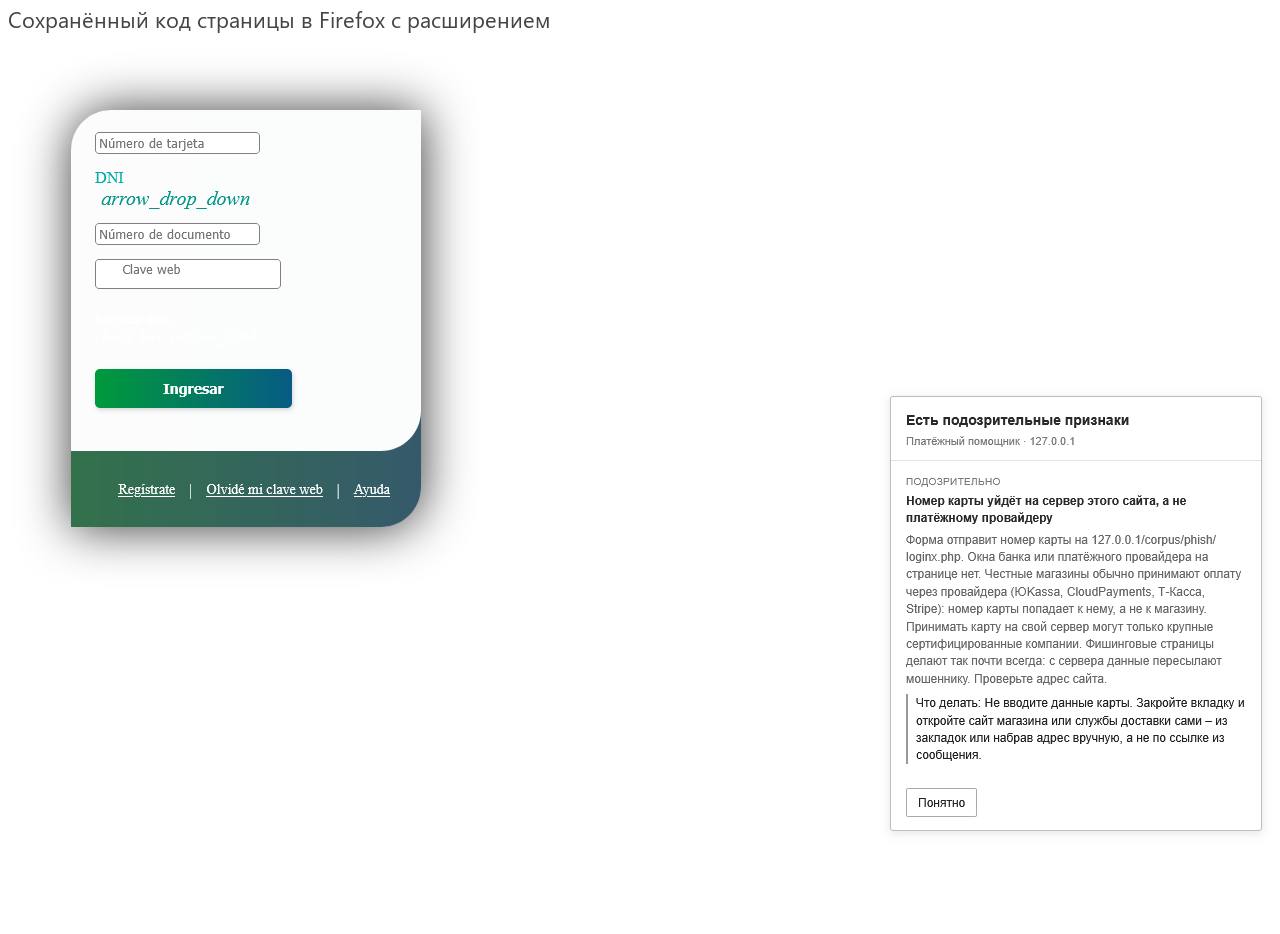 Сохранённый код страницы в Firefox с расширением
Número de tarjeta
DNI
arrow_drop_down
Número de documento
Clave web
Ingresar
Regístrate | Olvidé mi clave web | Ayuda
Есть подозрительные признаки
Платёжный помощник · 127.0.0.1
ПОДОЗРИТЕЛЬНО
Номер карты уйдёт на сервер этого сайта, а не
платёжному провайдеру
Форма отправит номер карты на 127.0.0.1/corpus/phish/
loginx.php. Окна банка или платёжного провайдера на
странице нет. Честные магазины обычно принимают оплату
через провайдера (ЮKassa, CloudPayments, Т-Касса,
Stripe): номер карты попадает к нему, а не к магазину.
Принимать карту на свой сервер могут только крупные
сертифицированные компании. Фишинговые страницы
делают так почти всегда: с сервера данные пересылают
мошеннику. Проверьте адрес сайта.
Что делать: Не вводите данные карты. Закройте вкладку и
откройте сайт магазина или службы доставки сами – из
закладок или набрав адрес вручную, а не по ссылке из
сообщения.
Понятно